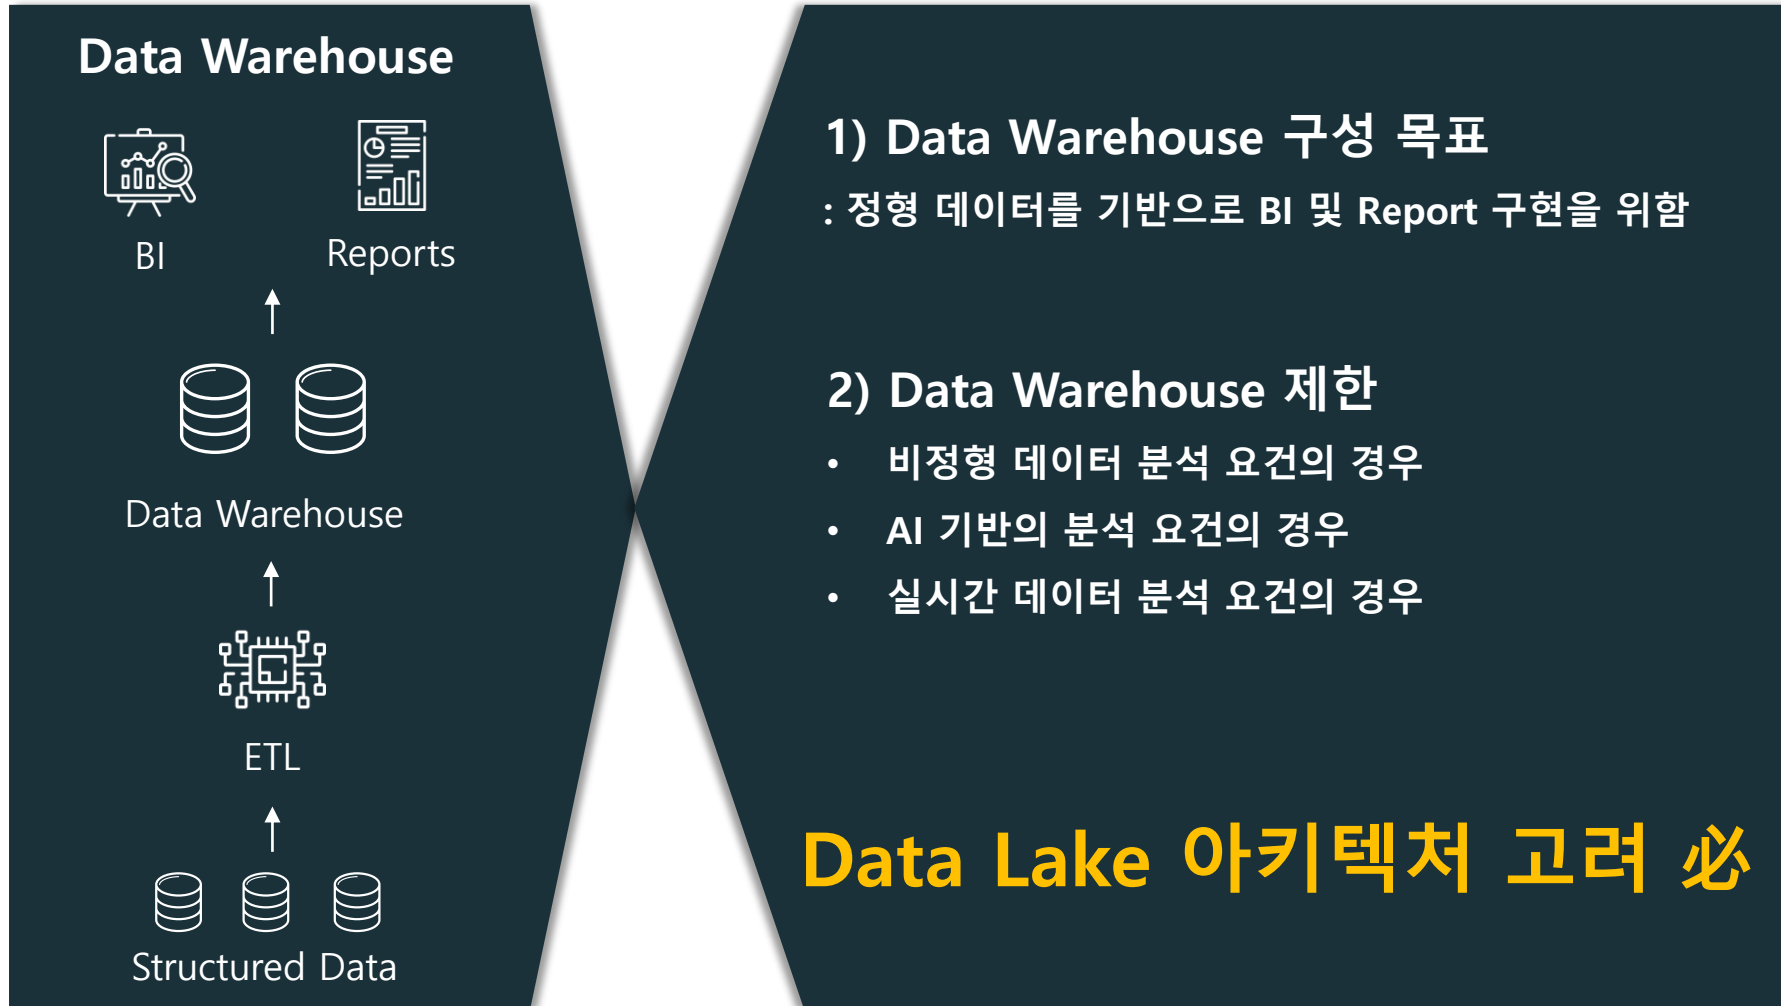 Data Warehouse
BI
Reports
Data Warehouse
ETL
Structured Data
1) Data Warehouse 구성 목표
: 정형 데이터를 기반으로 BI 및 Report 구현을 위함
2) Data Warehouse 제한
• 비정형 데이터 분석 요건의 경우
• AI 기반의 분석 요건의 경우
• 실시간 데이터 분석 요건의 경우
Data Lake 아키텍처 고려 必